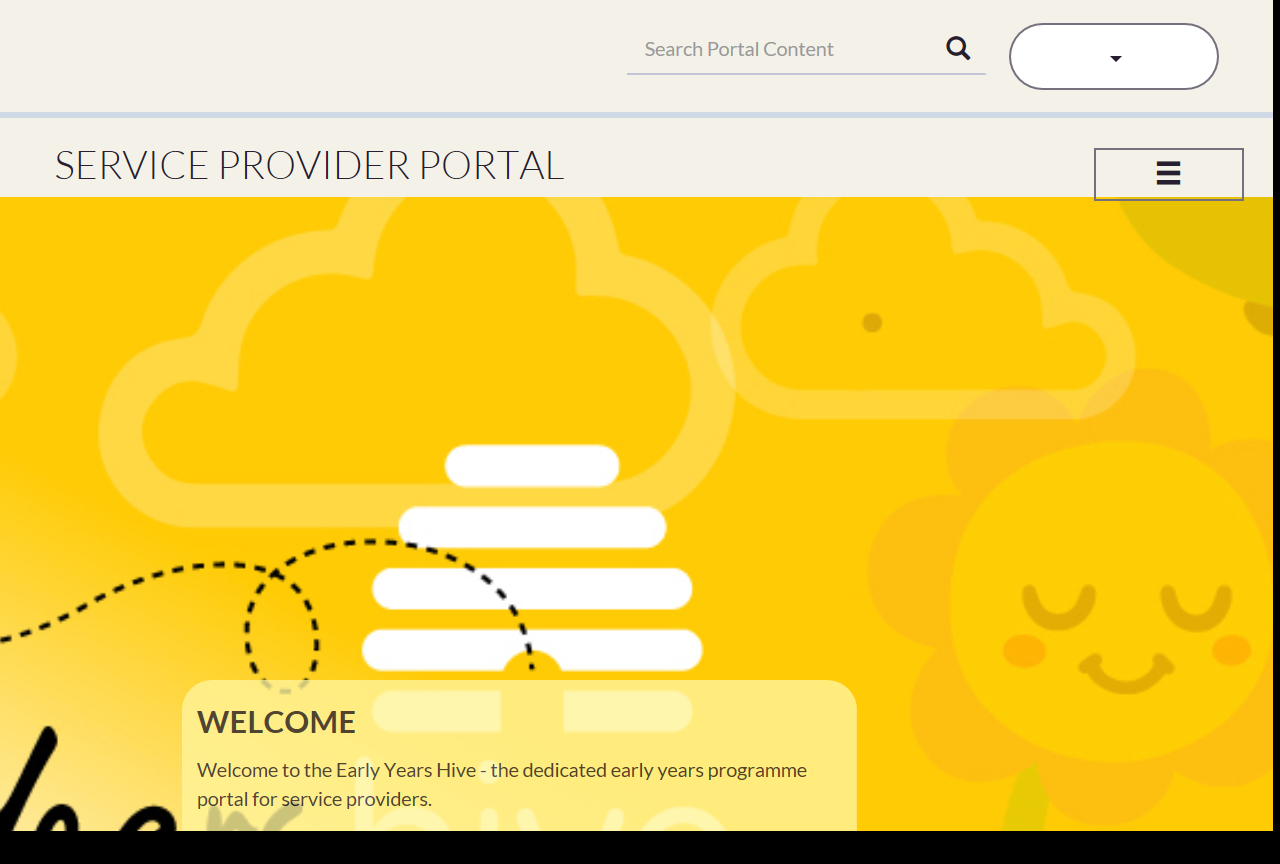 Search Portal Content
SERVICE PROVIDER PORTAL
WELCOME
Welcome to the Early Years Hive - the dedicated early years programme
portal for service providers.
hive